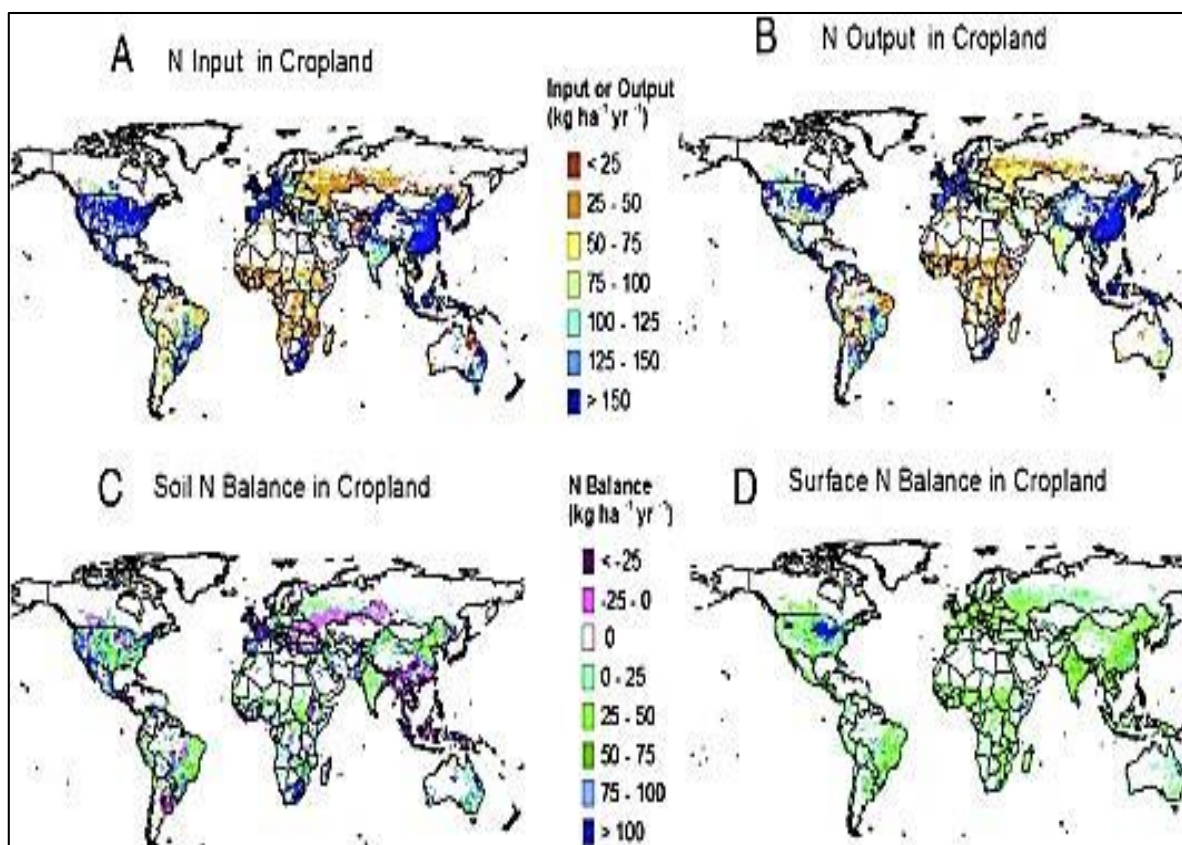 A N Input in Cropland
B N Output in Cropland
Input or Output
(kg ha⁻¹ yr⁻¹)
< 25
25 - 50
50 - 75
75 - 100
100 - 125
125 - 150
> 150
C Soil N Balance in Cropland
D Surface N Balance in Cropland
N Balance
(kg ha⁻¹ yr⁻¹)
< -25
-25 - 0
0
0 - 25
25 - 50
50 - 75
75 - 100
> 100